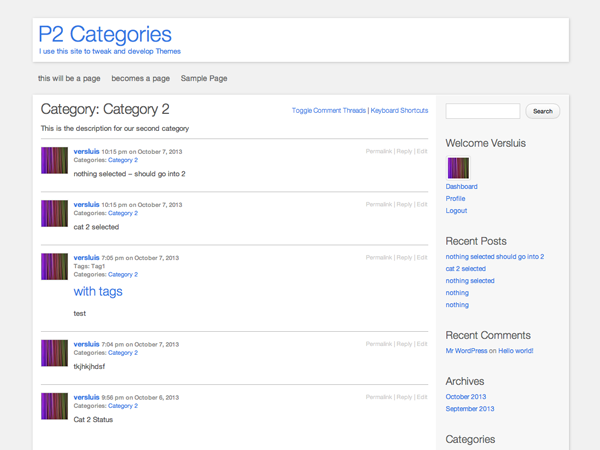 P2 Categories
I use this site to tweak and develop Themes
this will be a page becomes a page Sample Page
Category: Category 2
Toggle Comment Threads | Keyboard Shortcuts
This is the description for our second category
versluis 10:15 pm on October 7, 2013
Permalink | Reply | Edit
Categories: Category 2
nothing selected – should go into 2
versluis 10:15 pm on October 7, 2013
Permalink | Reply | Edit
Categories: Category 2
cat 2 selected
versluis 7:05 pm on October 7, 2013
Permalink | Reply | Edit
Tags: Tag1
Categories: Category 2
with tags
test
versluis 7:04 pm on October 7, 2013
Permalink | Reply | Edit
Categories: Category 2
tkjhkjhdsf
versluis 9:56 pm on October 6, 2013
Permalink | Reply | Edit
Categories: Category 2
Cat 2 Status
Search
Welcome Versluis
Dashboard
Profile
Logout
Recent Posts
nothing selected should go into 2
cat 2 selected
nothing selected
nothing
nothing
Recent Comments
Mr WordPress on Hello world!
Archives
October 2013
September 2013
Categories